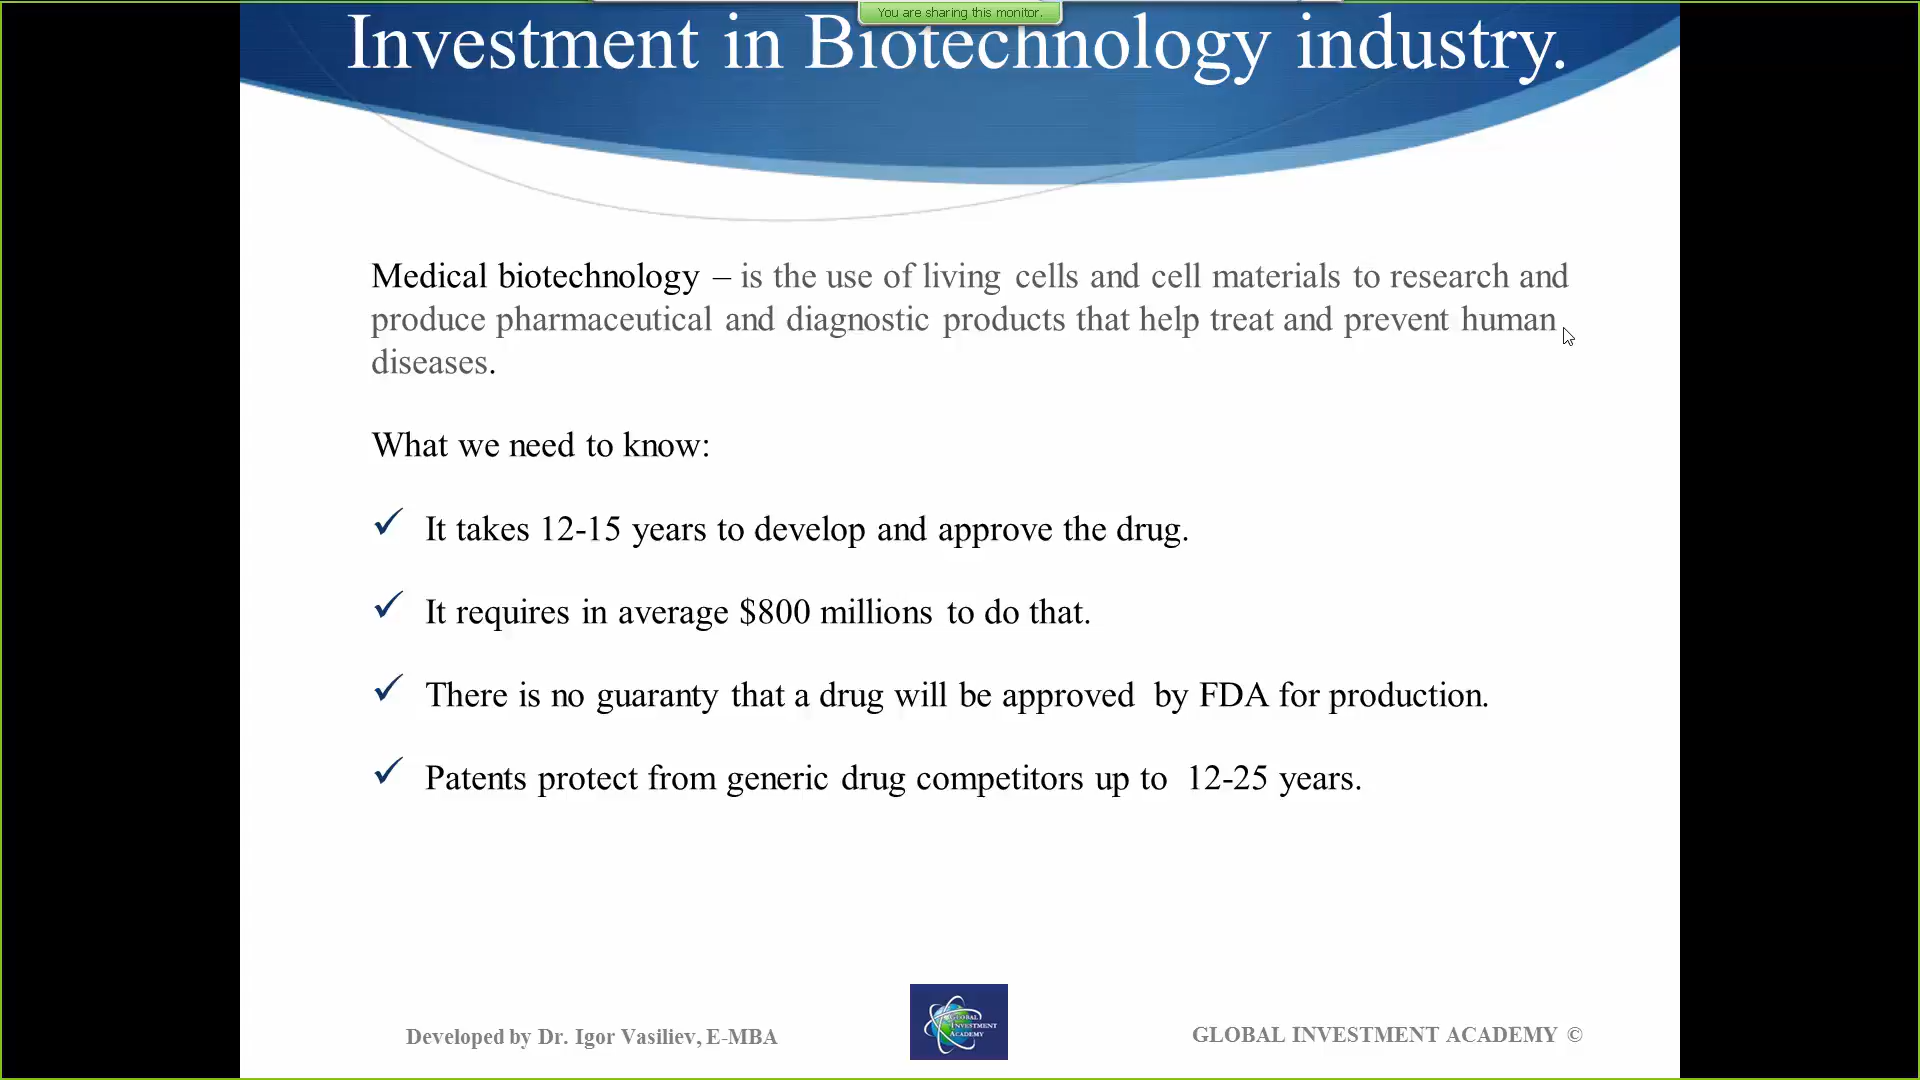 You are sharing this monitor.
Investment in Biotechnology industry.
Medical biotechnology – is the use of living cells and cell materials to research and
produce pharmaceutical and diagnostic products that help treat and prevent human
diseases.
What we need to know:
It takes 12-15 years to develop and approve the drug.
It requires in average $800 millions to do that.
There is no guaranty that a drug will be approved by FDA for production.
Patents protect from generic drug competitors up to 12-25 years.
Developed by Dr. Igor Vasiliev, E-MBA
GLOBAL
INVESTMENT
ACADEMY
GLOBAL INVESTMENT ACADEMY ©